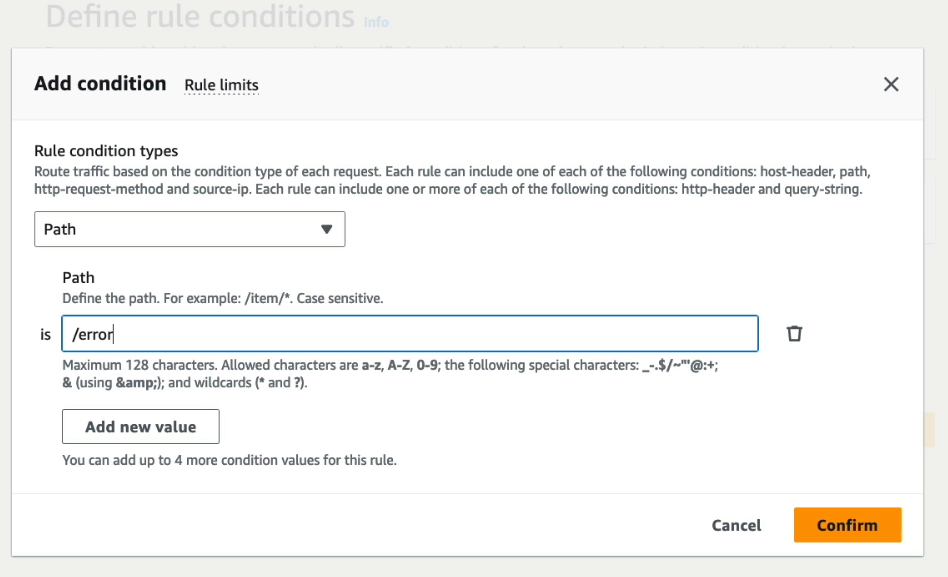 Define rule conditions Info
Add condition Rule limits
Rule condition types
Route traffic based on the condition type of each request. Each rule can include one of each of the following conditions: host-header, path,
http-request-method and source-ip. Each rule can include one or more of each of the following conditions: http-header and query-string.
Path
Path
Define the path. For example: /item/*. Case sensitive.
is /error
Maximum 128 characters. Allowed characters are a-z, A-Z, 0-9; the following special characters: _-.$/~"'@:+;
& (using &amp;); and wildcards (* and ?).
Add new value
You can add up to 4 more condition values for this rule.
Cancel Confirm